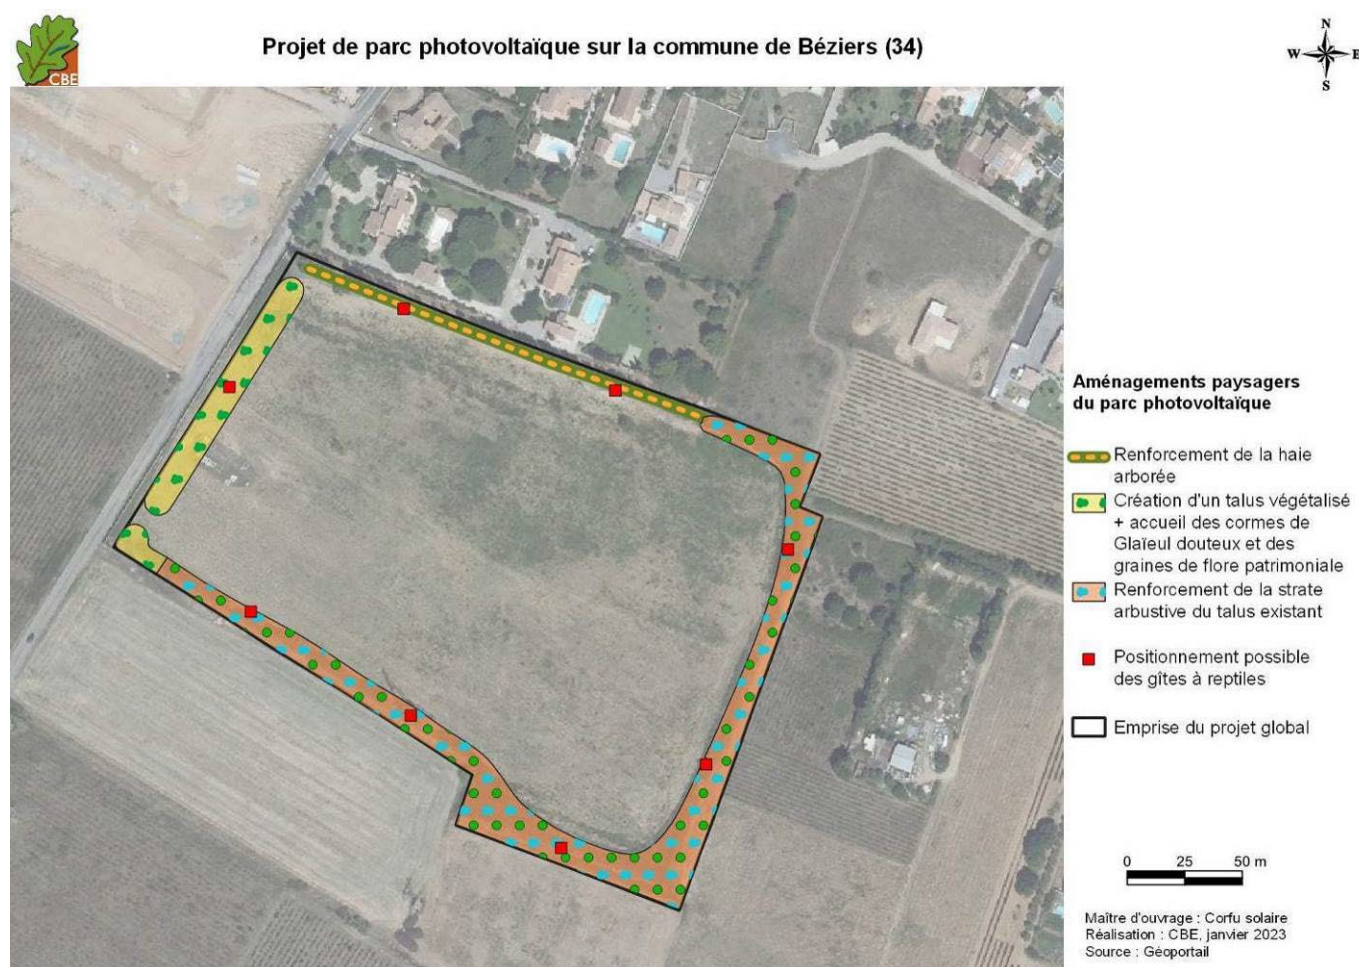 CBE
Projet de parc photovoltaïque sur la commune de Béziers (34)
N
W E
S
Aménagements paysagers
du parc photovoltaïque
Renforcement de la haie
arborée
Création d'un talus végétalisé
+ accueil des cormes de
Glaïeul douteux et des
graines de flore patrimoniale
Renforcement de la strate
arbustive du talus existant
Positionnement possible
des gîtes à reptiles
Emprise du projet global
0 25 50 m
Maître d'ouvrage : Corfu solaire
Réalisation : CBE, janvier 2023
Source : Géoportail